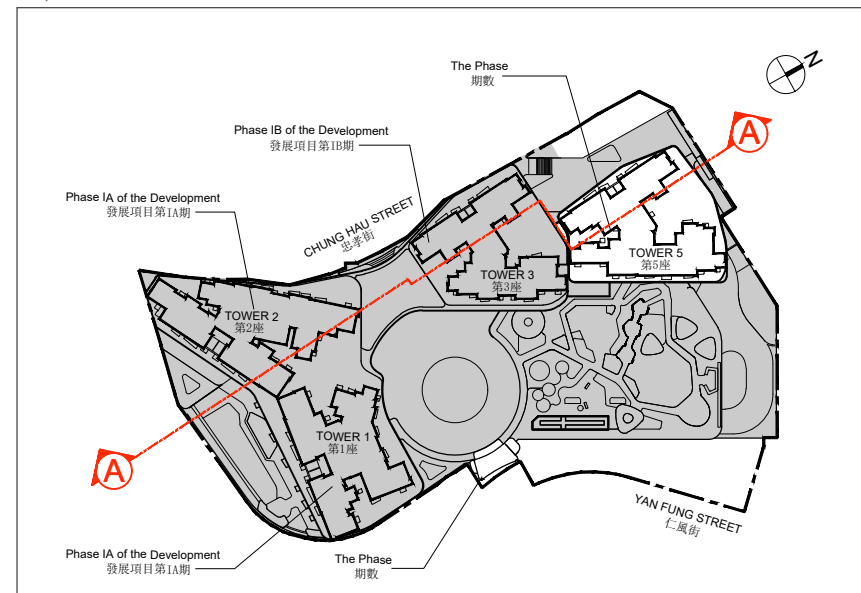 The Phase
期數
N
A
Phase IB of the Development
發展項目第IB期
Phase IA of the Development
發展項目第IA期
CHUNG HAU STREET
忠孝街
TOWER 5
第5座
TOWER 3
第3座
TOWER 2
第2座
TOWER 1
第1座
A
YAN FUNG STREET
仁風街
Phase IA of the Development
發展項目第IA期
The Phase
期數